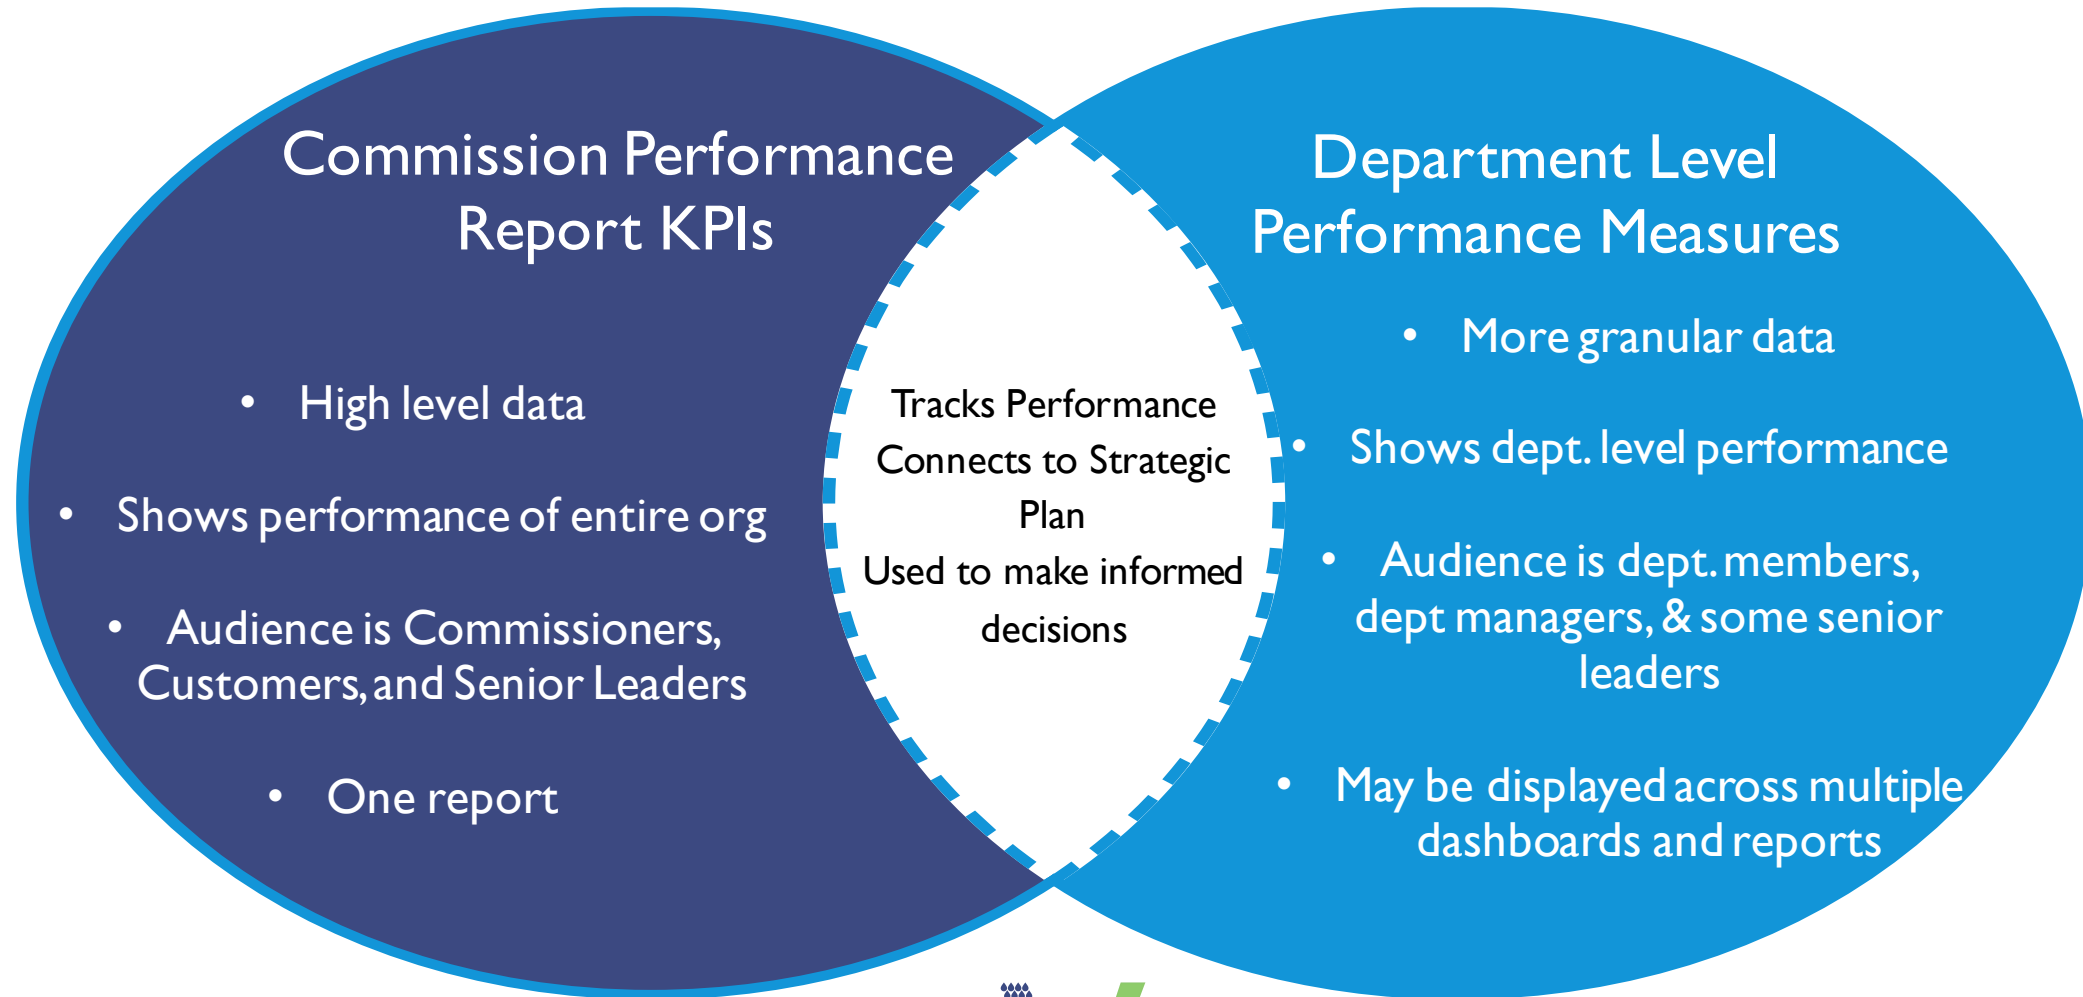 Commission Performance
Report KPIs
• High level data
• Shows performance of entire org
• Audience is Commissioners,
Customers, and Senior Leaders
• One report
Tracks Performance
Connects to Strategic
Plan
Used to make informed
decisions
Department Level
Performance Measures
• More granular data
• Shows dept. level performance
• Audience is dept. members,
dept managers, & some senior
leaders
• May be displayed across multiple
dashboards and reports